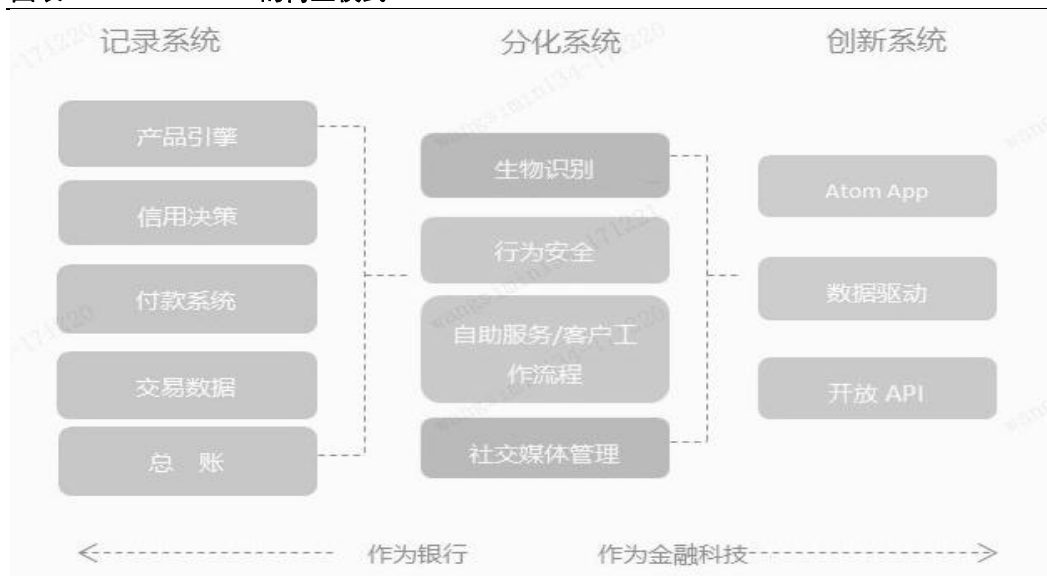 记录系统
分化系统
创新系统
产品引擎
信用决策
付款系统
交易数据
总 账
生物识别
行为安全
自助服务/客户工
作流程
社交媒体管理
Atom App
数据驱动
开放 API
作为银行
作为金融科技